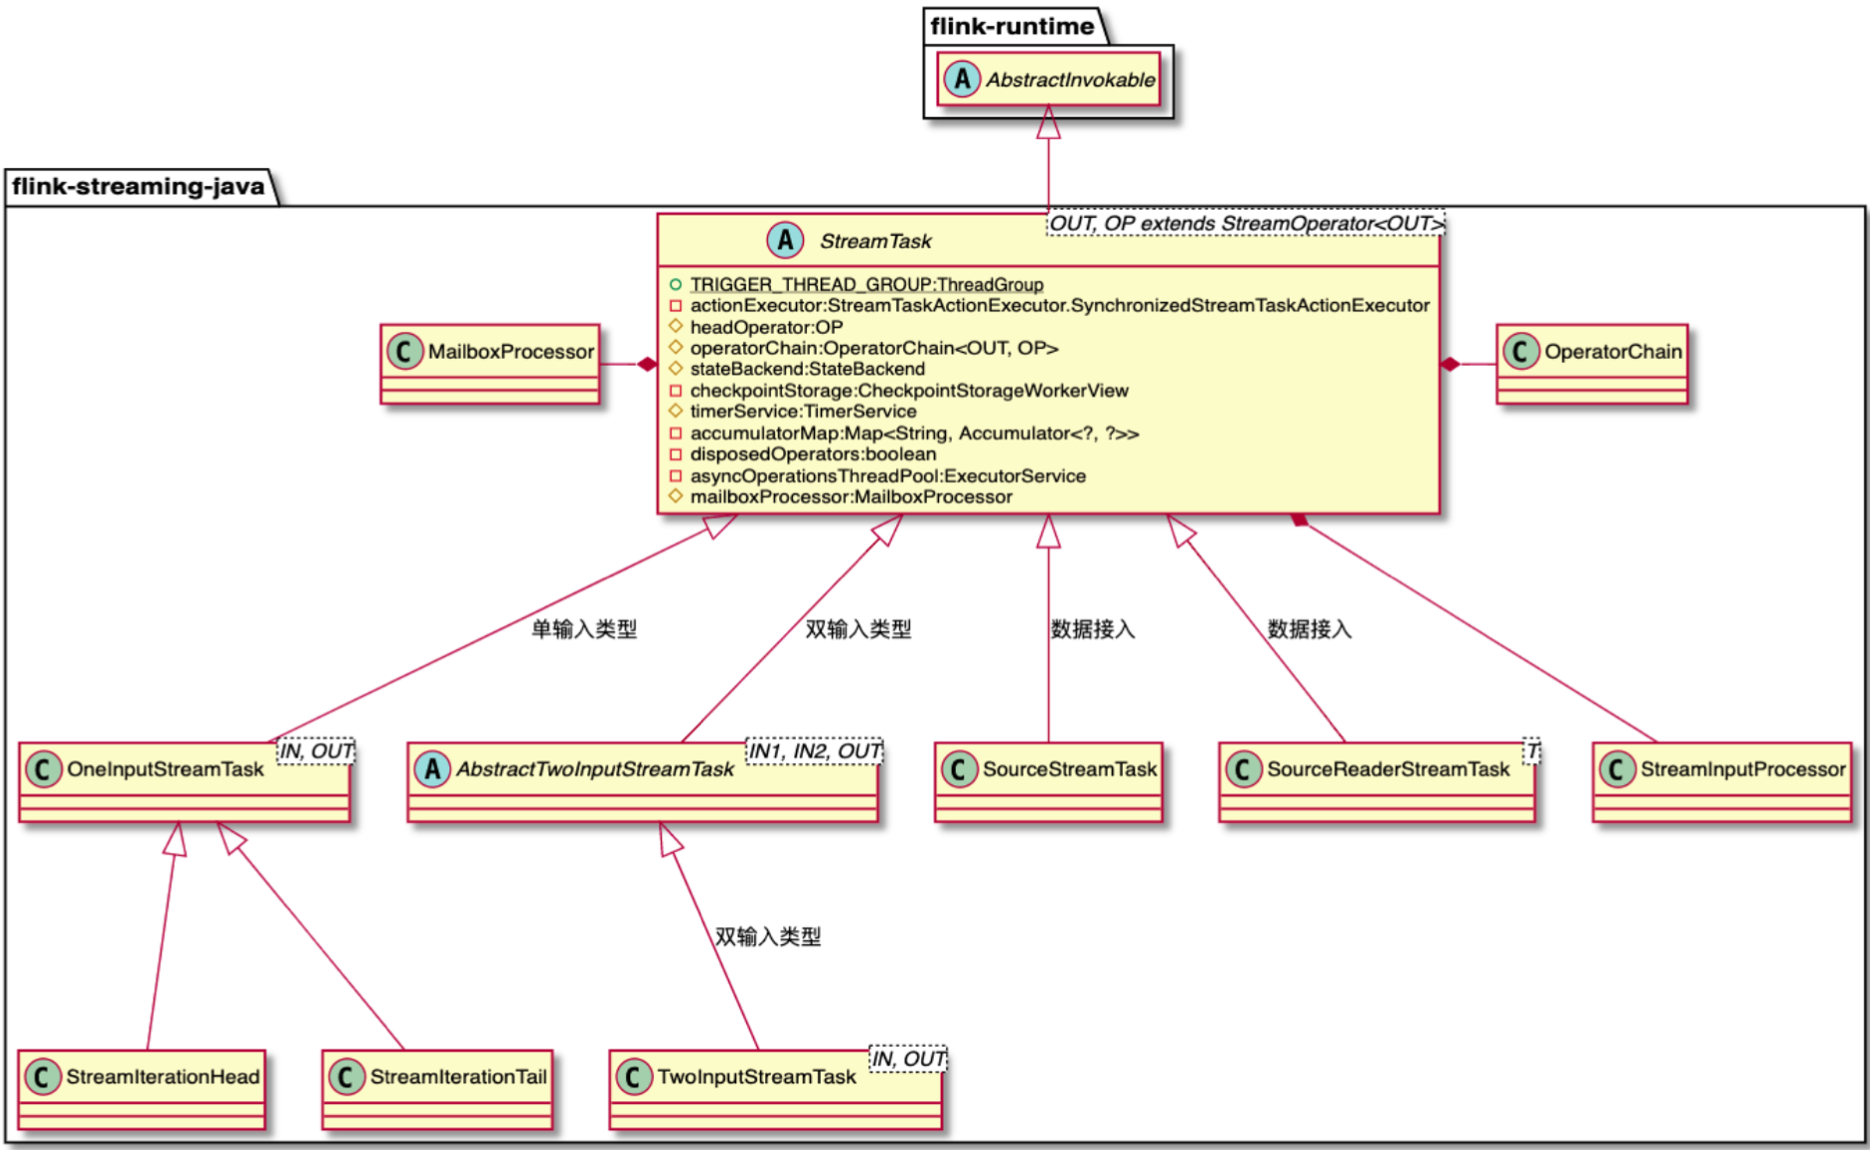 flink-runtime
A AbstractInvokable
flink-streaming-java
OUT, OP extends StreamOperator<OUT>
A StreamTask
TRIGGER_THREAD_GROUP:ThreadGroup
actionExecutor:StreamTaskActionExecutor.SynchronizedStreamTaskActionExecutor
headOperator:OP
operatorChain:OperatorChain<OUT, OP>
stateBackend:StateBackend
checkpointStorage:CheckpointStorageWorkerView
timerService:TimerService
accumulatorMap:Map<String, Accumulator<?, ?>>
disposedOperators:boolean
asyncOperationsThreadPool:ExecutorService
mailboxProcessor:MailboxProcessor
C MailboxProcessor
C OperatorChain
单输入类型
双输入类型
数据接入
数据接入
IN, OUT
C OneInputStreamTask
IN1, IN2, OUT
A AbstractTwoInputStreamTask
C SourceStreamTask
T
C SourceReaderStreamTask
C StreamInputProcessor
双输入类型
C StreamIterationHead
C StreamIterationTail
IN, OUT
C TwoInputStreamTask